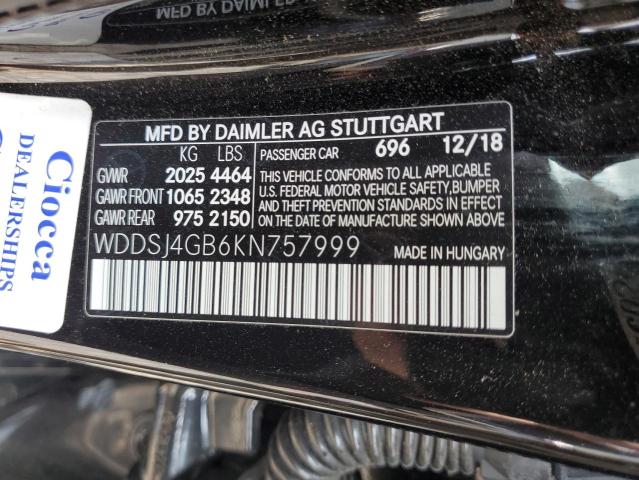 MFD BY DAIMLER AG STUTTGART
KG LBS
GVWR 2025 4464
GAWR FRONT 1065 2348
GAWR REAR 975 2150
PASSENGER CAR 696 12/18
THIS VEHICLE CONFORMS TO ALL APPLICABLE
U.S. FEDERAL MOTOR VEHICLE SAFETY, BUMPER
AND THEFT PREVENTION STANDARDS IN
EFFECT ON THE DATE OF MANUFACTURE
SHOWN ABOVE.
MADE IN HUNGARY
WDDSJ4GB6KN757999
Ciocca
DEALERSHIPS